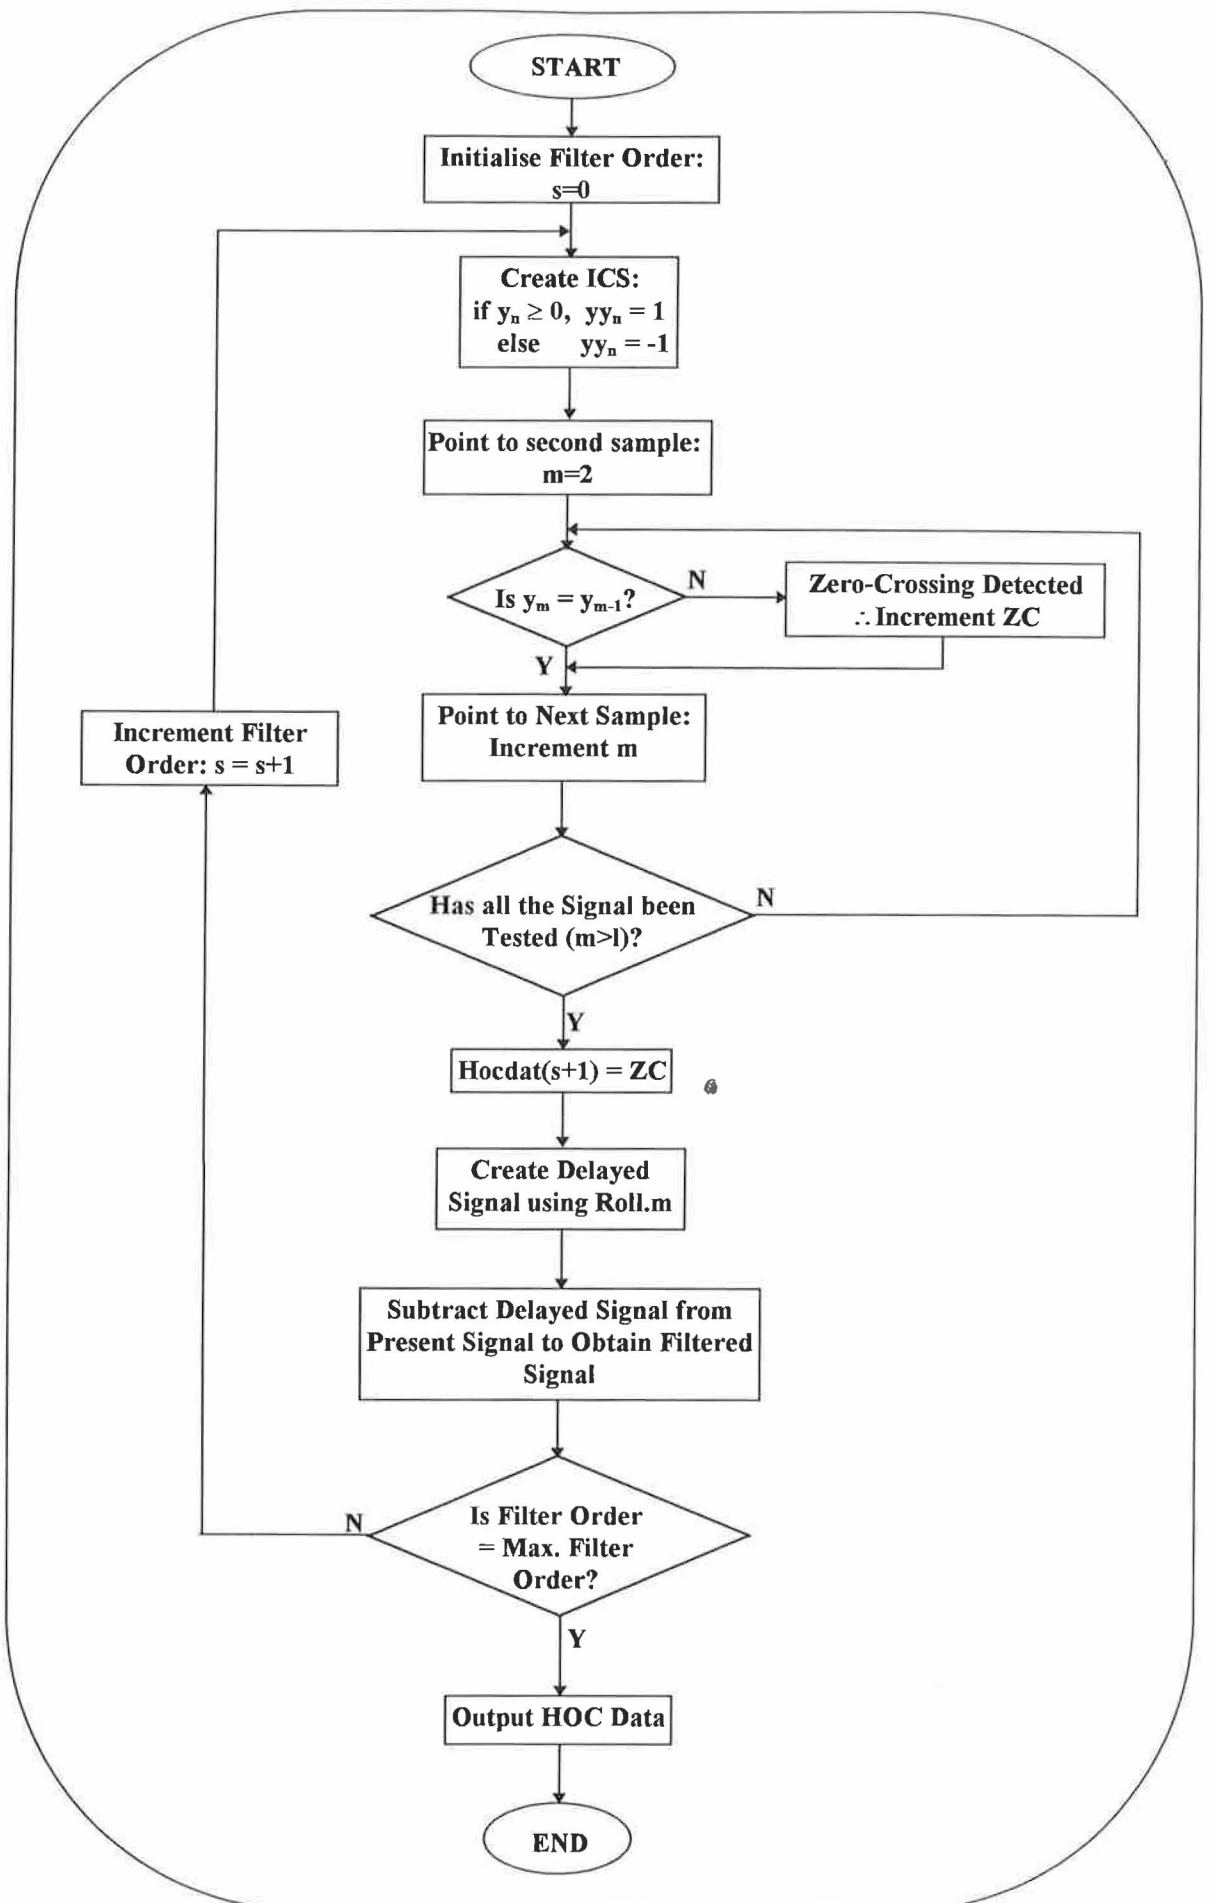 START
Initialise Filter Order:
s=0
Create ICS:
if yₙ ≥ 0, yyₙ = 1
else yyₙ = -1
Point to second sample:
m=2
Is yₘ = yₘ₋₁?
N
Zero-Crossing Detected
∴ Increment ZC
Y
Point to Next Sample:
Increment m
Increment Filter
Order: s = s+1
Has all the Signal been
Tested (m>l)?
N
Y
Hocdat(s+1) = ZC
Create Delayed
Signal using Roll.m
Subtract Delayed Signal from
Present Signal to Obtain Filtered
Signal
Is Filter Order
= Max. Filter
Order?
N
Y
Output HOC Data
END